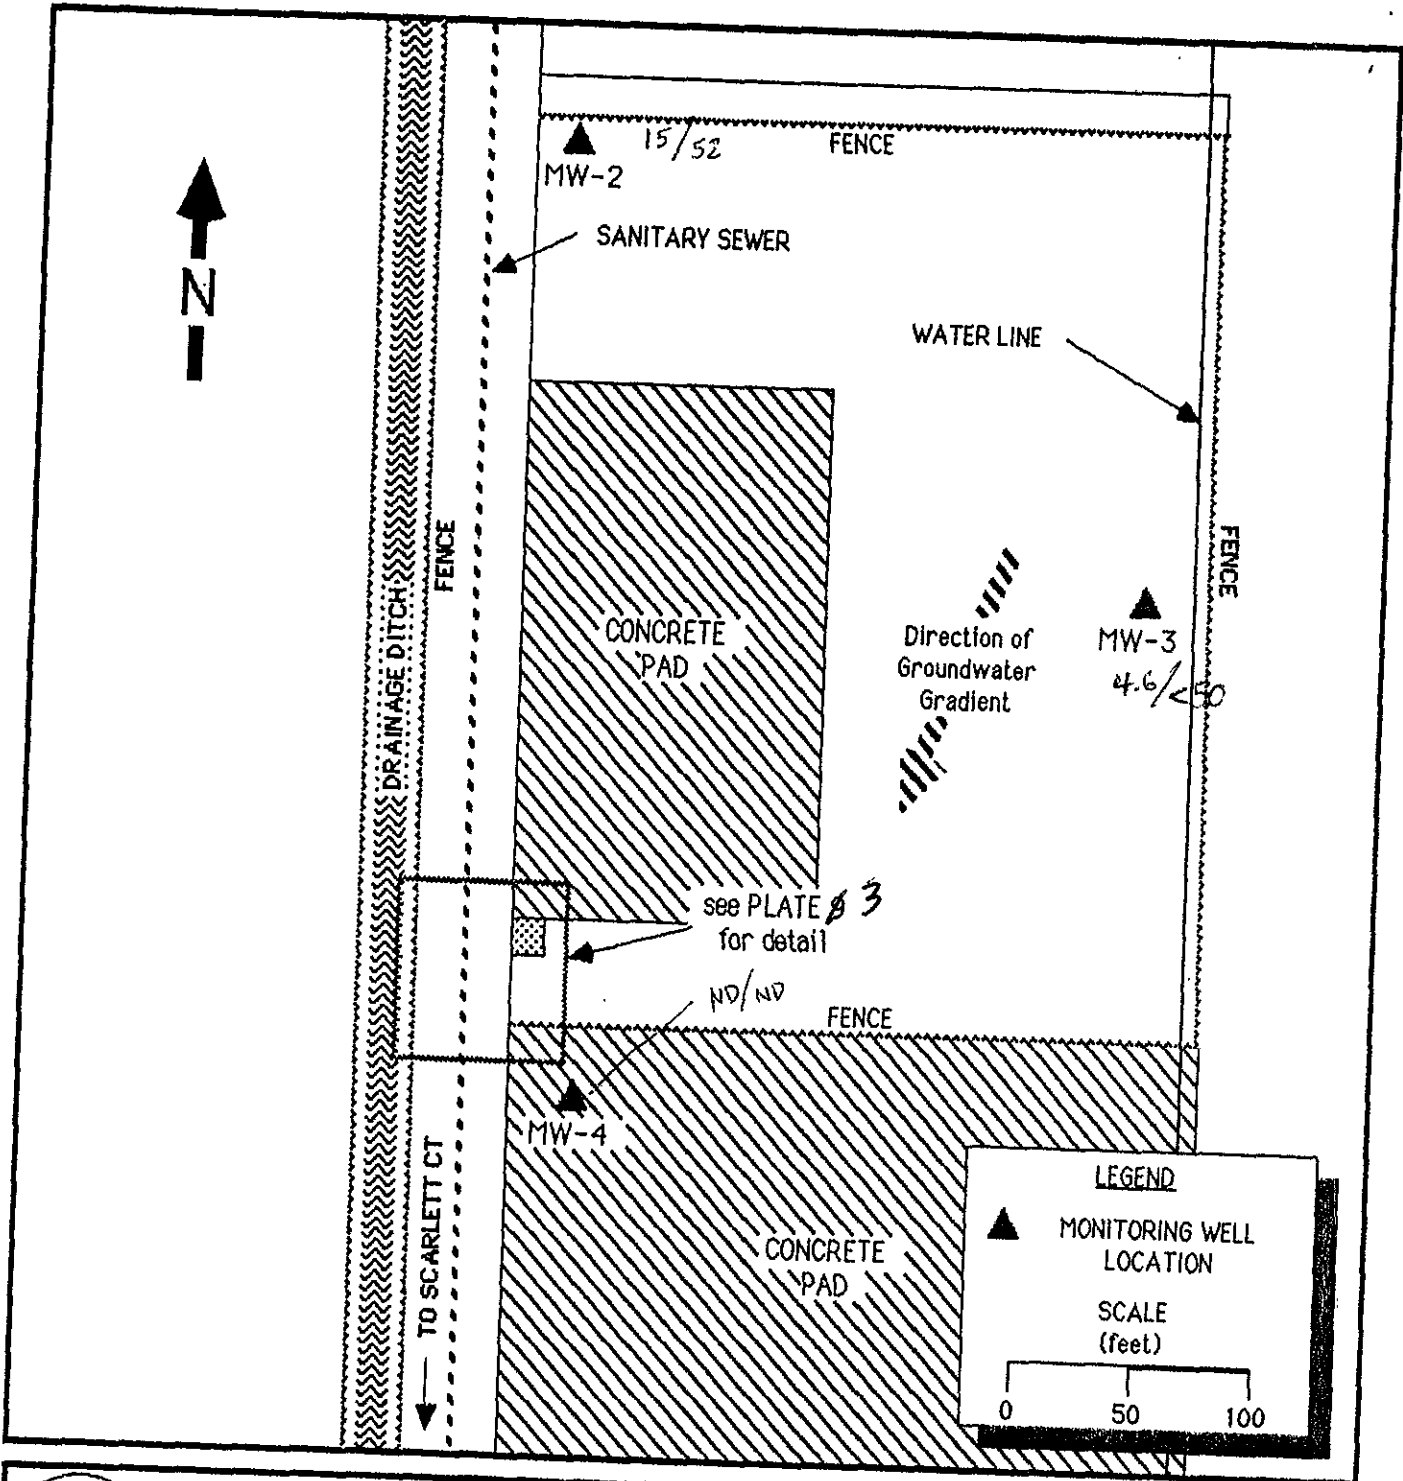 FENCE
15/52
MW-2
SANITARY SEWER
N
WATER LINE
FENCE
FENCE
DRAINAGE DITCH
CONCRETE
PAD
Direction of
Groundwater
Gradient
MW-3
4.6/<50
see PLATE 3
for detail
ND/ND
FENCE
MW-4
TO SCARLETT CT
CONCRETE
PAD
LEGEND
MONITORING WELL
LOCATION
SCALE
(feet)
0 50 100